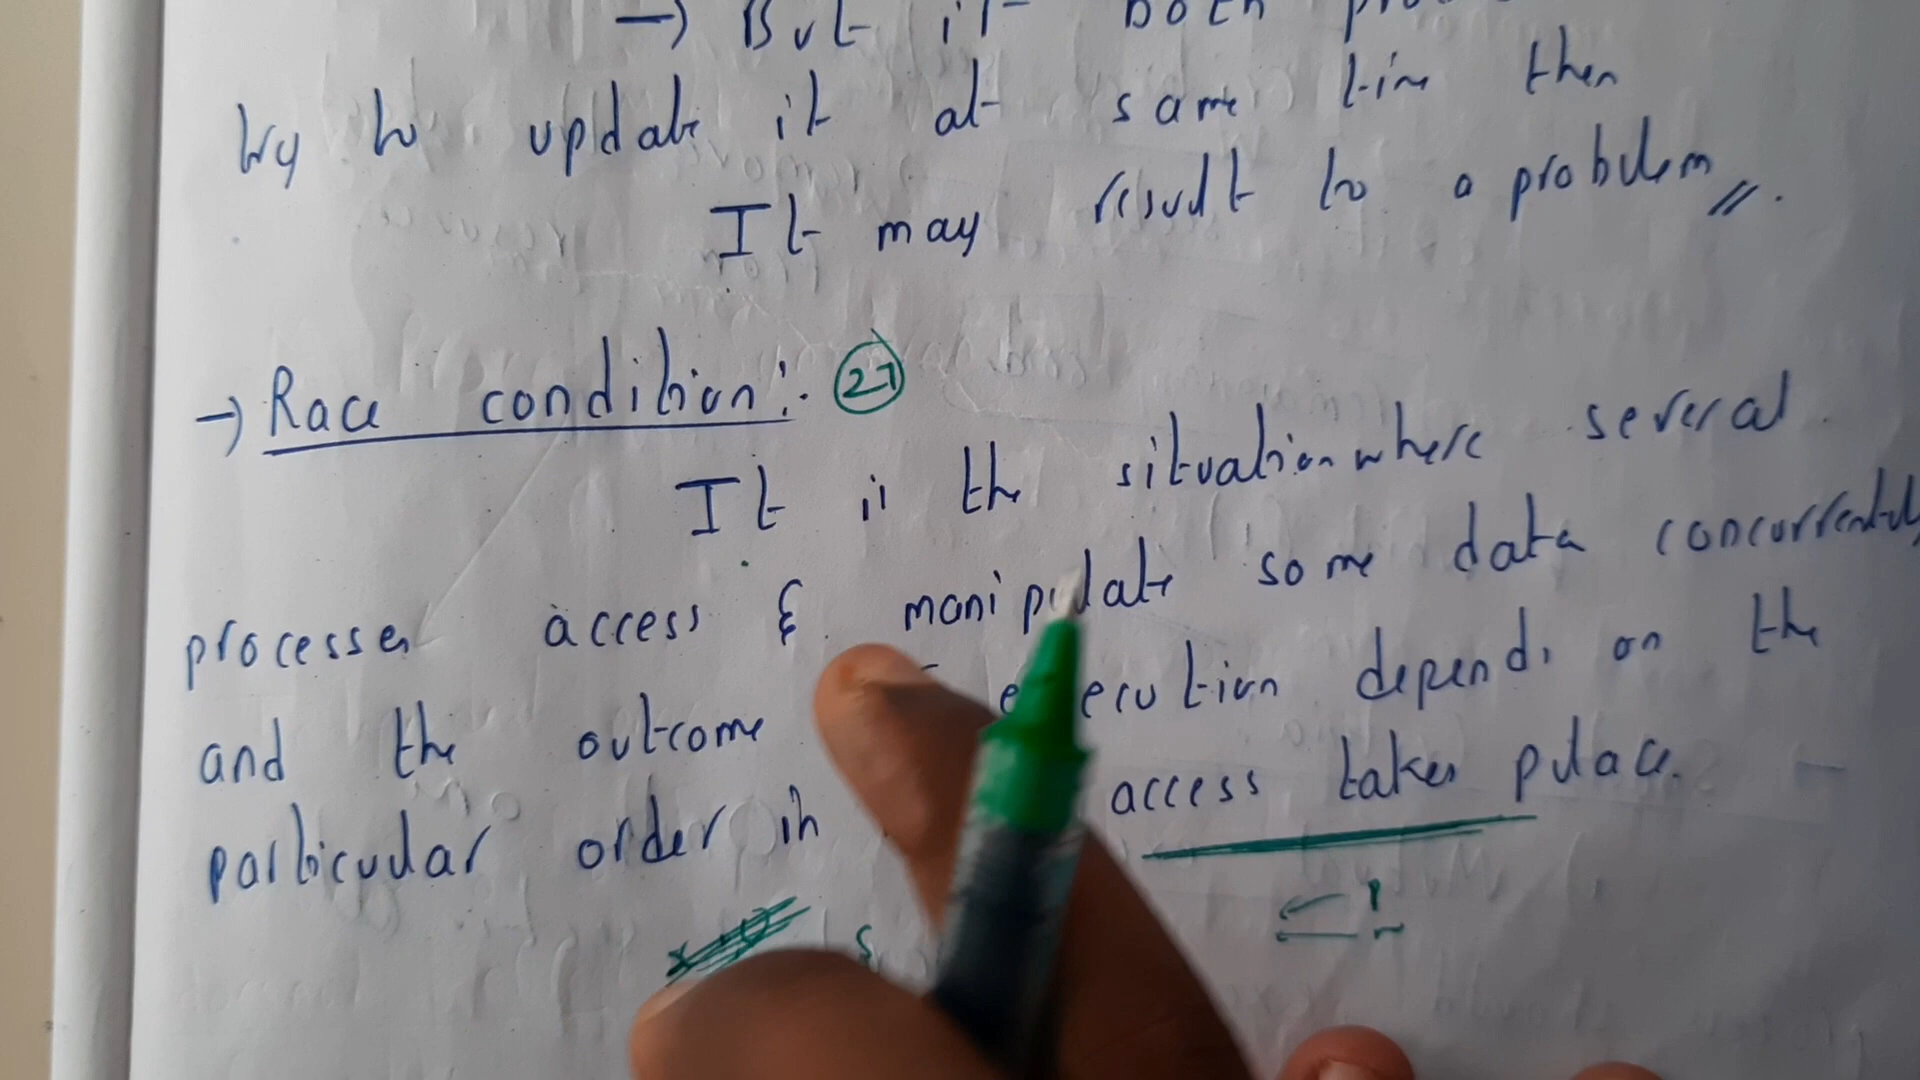 → But if both
try to update it at same time then
It may result to a problem //.
→ Race condition:- 27
It is the situation where several
processes access & manipulate some data concurrently
and the outcome execution depends on the
particular order in access takes place.